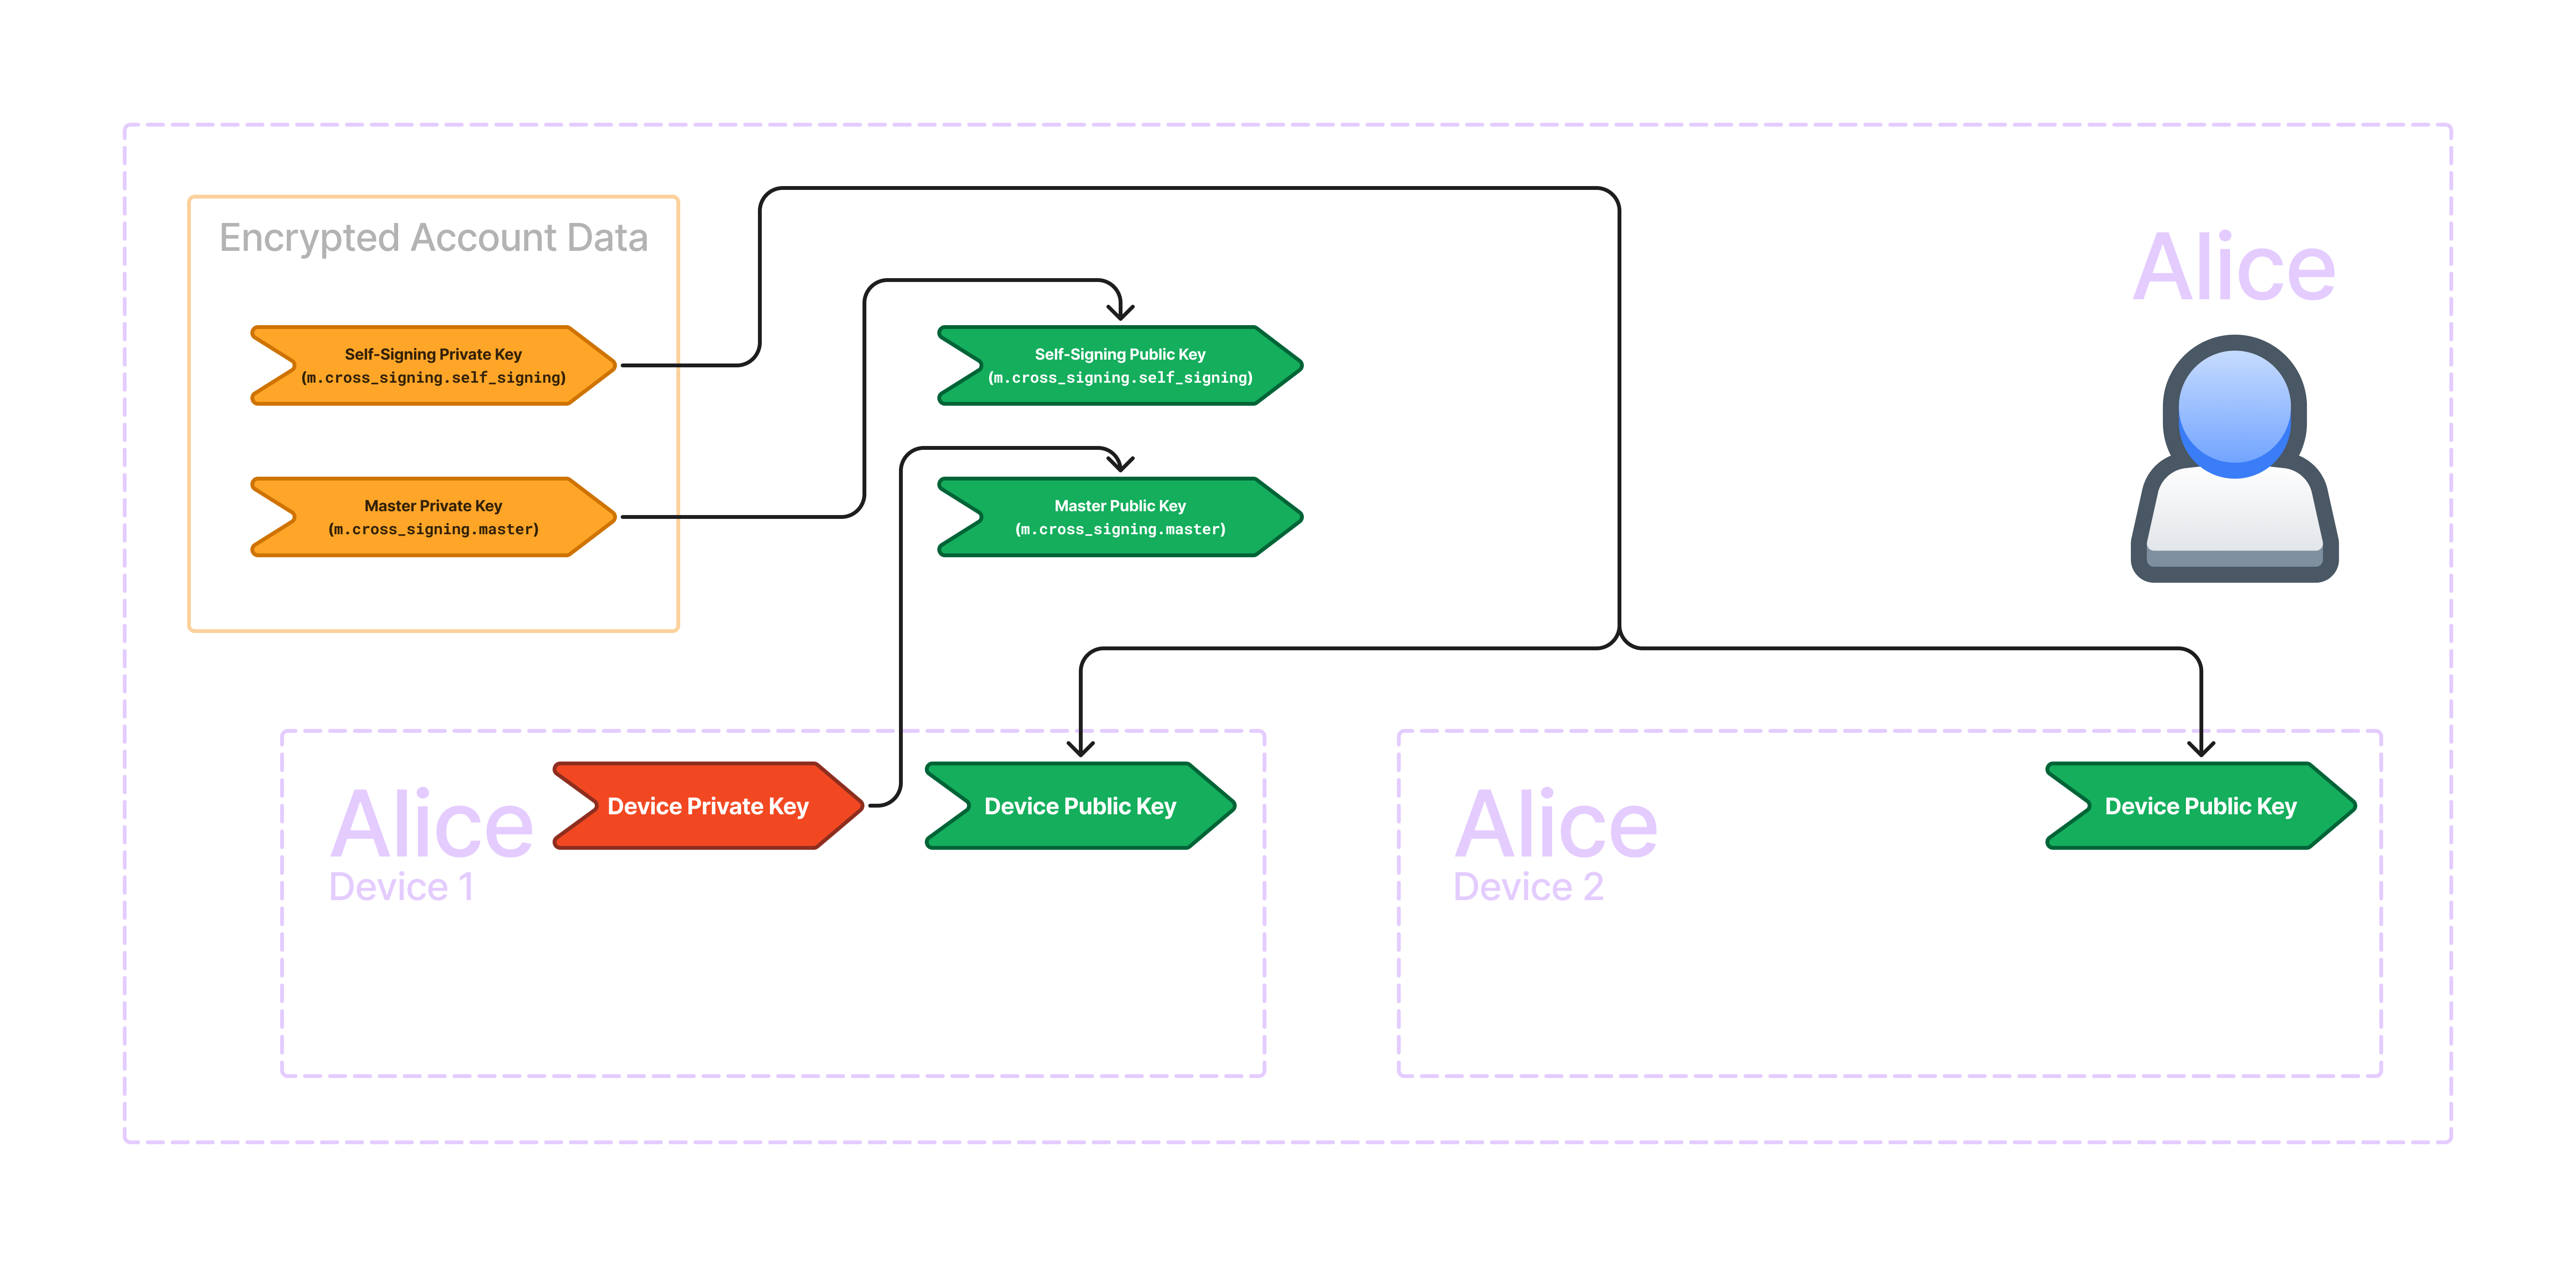 Encrypted Account Data
Alice
Self-Signing Private Key
(m.cross_signing.self_signing)
Self-Signing Public Key
(m.cross_signing.self_signing)
Master Private Key
(m.cross_signing.master)
Master Public Key
(m.cross_signing.master)
Alice
Device 1
Device Private Key
Device Public Key
Alice
Device 2
Device Public Key